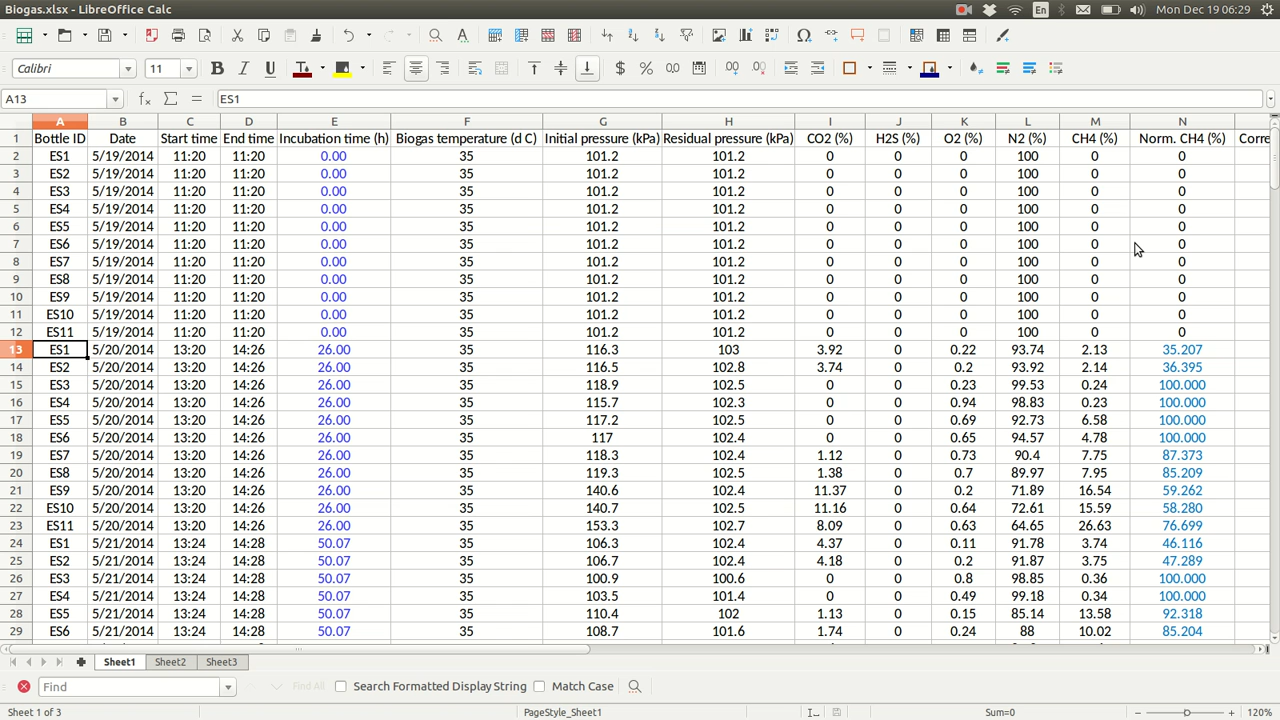 Biogas.xlsx - LibreOffice Calc
En
Mon Dec 19 06:29
Calibri 11
A13 ES1
A B C D E F G H I J K L M N
1 Bottle ID Date Start time End time Incubation time (h) Biogas temperature (d C) Initial pressure (kPa) Residual pressure (kPa) CO2 (%) H2S (%) O2 (%) N2 (%) CH4 (%) Norm. CH4 (%) Corre
2 ES1 5/19/2014 11:20 11:20 0.00 35 101.2 101.2 0 0 0 100 0 0
3 ES2 5/19/2014 11:20 11:20 0.00 35 101.2 101.2 0 0 0 100 0 0
4 ES3 5/19/2014 11:20 11:20 0.00 35 101.2 101.2 0 0 0 100 0 0
5 ES4 5/19/2014 11:20 11:20 0.00 35 101.2 101.2 0 0 0 100 0 0
6 ES5 5/19/2014 11:20 11:20 0.00 35 101.2 101.2 0 0 0 100 0 0
7 ES6 5/19/2014 11:20 11:20 0.00 35 101.2 101.2 0 0 0 100 0 0
8 ES7 5/19/2014 11:20 11:20 0.00 35 101.2 101.2 0 0 0 100 0 0
9 ES8 5/19/2014 11:20 11:20 0.00 35 101.2 101.2 0 0 0 100 0 0
10 ES9 5/19/2014 11:20 11:20 0.00 35 101.2 101.2 0 0 0 100 0 0
11 ES10 5/19/2014 11:20 11:20 0.00 35 101.2 101.2 0 0 0 100 0 0
12 ES11 5/19/2014 11:20 11:20 0.00 35 101.2 101.2 0 0 0 100 0 0
13 ES1 5/20/2014 13:20 14:26 26.00 35 116.3 103 3.92 0 0.22 93.74 2.13 35.207
14 ES2 5/20/2014 13:20 14:26 26.00 35 116.5 102.8 3.74 0 0.2 93.92 2.14 36.395
15 ES3 5/20/2014 13:20 14:26 26.00 35 118.9 102.5 0 0 0.23 99.53 0.24 100.000
16 ES4 5/20/2014 13:20 14:26 26.00 35 115.7 102.3 0 0 0.94 98.83 0.23 100.000
17 ES5 5/20/2014 13:20 14:26 26.00 35 117.2 102.5 0 0 0.69 92.73 6.58 100.000
18 ES6 5/20/2014 13:20 14:26 26.00 35 117 102.4 0 0 0.65 94.57 4.78 100.000
19 ES7 5/20/2014 13:20 14:26 26.00 35 118.3 102.4 1.12 0 0.73 90.4 7.75 87.373
20 ES8 5/20/2014 13:20 14:26 26.00 35 119.3 102.5 1.38 0 0.7 89.97 7.95 85.209
21 ES9 5/20/2014 13:20 14:26 26.00 35 140.6 102.4 11.37 0 0.2 71.89 16.54 59.262
22 ES10 5/20/2014 13:20 14:26 26.00 35 140.7 102.5 11.16 0 0.64 72.61 15.59 58.280
23 ES11 5/20/2014 13:20 14:26 26.00 35 153.3 102.7 8.09 0 0.63 64.65 26.63 76.699
24 ES1 5/21/2014 13:24 14:28 50.07 35 106.3 102.4 4.37 0 0.11 91.78 3.74 46.116
25 ES2 5/21/2014 13:24 14:28 50.07 35 106.7 102.4 4.18 0 0.2 91.87 3.75 47.289
26 ES3 5/21/2014 13:24 14:28 50.07 35 100.9 100.6 0 0 0.8 98.85 0.36 100.000
27 ES4 5/21/2014 13:24 14:28 50.07 35 103.5 101.4 0 0 0.49 99.18 0.34 100.000
28 ES5 5/21/2014 13:24 14:28 50.07 35 110.4 102 1.13 0 0.15 85.14 13.58 92.318
29 ES6 5/21/2014 13:24 14:28 50.07 35 108.7 101.6 1.74 0 0.24 88 10.02 85.204
Sheet1 Sheet2 Sheet3
Find Find All Search Formatted Display String Match Case
Sheet 1 of 3 PageStyle_Sheet1 Sum=0 120%